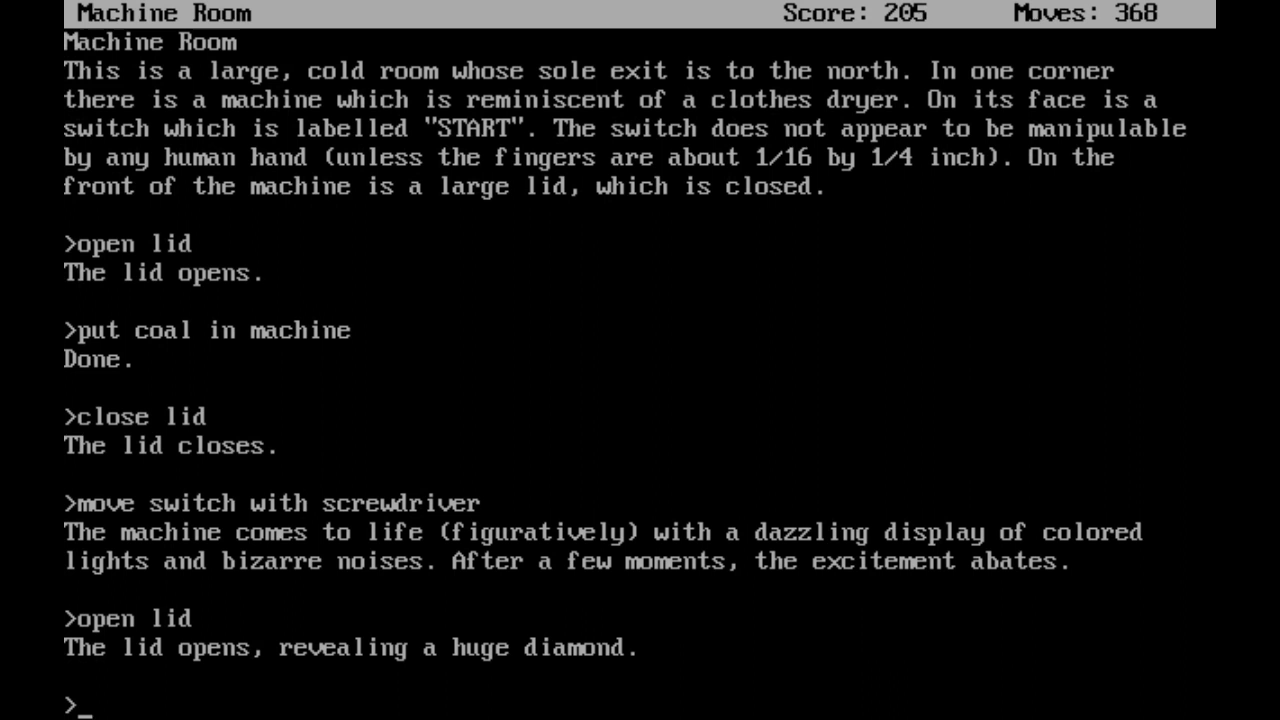 Machine Room Score: 205 Moves: 368
Machine Room
This is a large, cold room whose sole exit is to the north. In one corner
there is a machine which is reminiscent of a clothes dryer. On its face is a
switch which is labelled "START". The switch does not appear to be manipulable
by any human hand (unless the fingers are about 1/16 by 1/4 inch). On the
front of the machine is a large lid, which is closed.
>open lid
The lid opens.
>put coal in machine
Done.
>close lid
The lid closes.
>move switch with screwdriver
The machine comes to life (figuratively) with a dazzling display of colored
lights and bizarre noises. After a few moments, the excitement abates.
>open lid
The lid opens, revealing a huge diamond.
>_